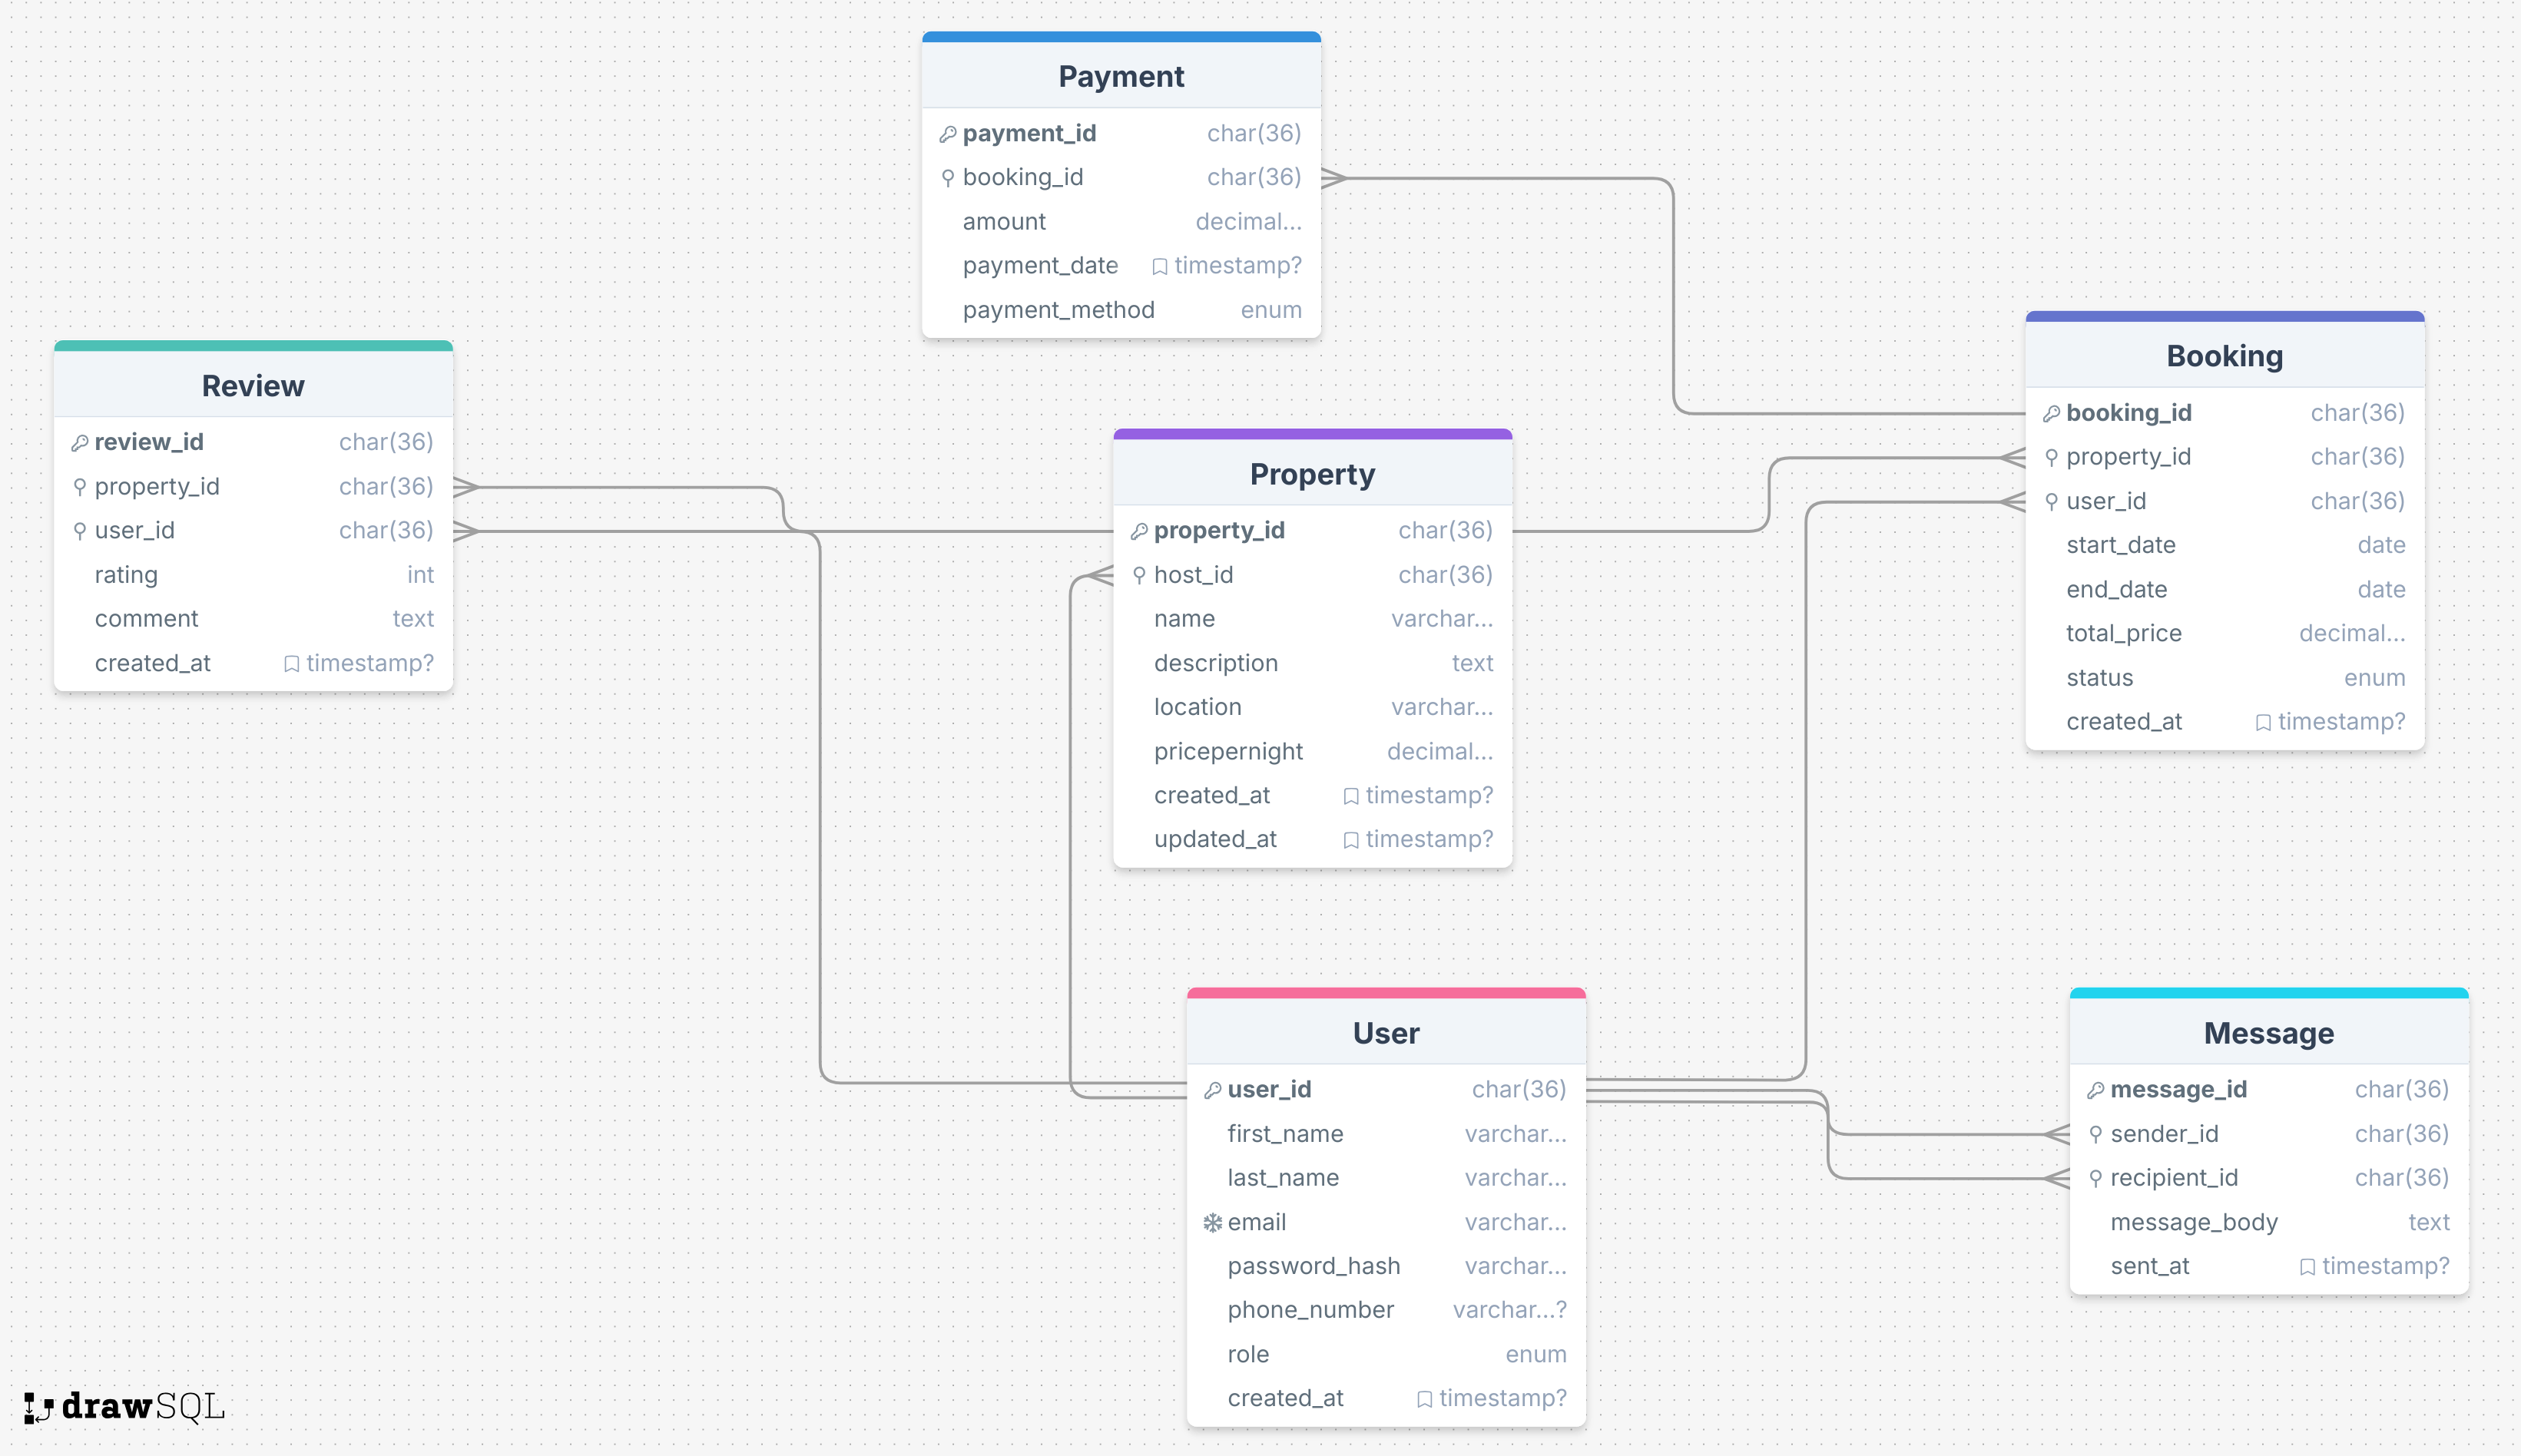 Payment
payment_id char(36)
booking_id char(36)
amount decimal...
payment_date timestamp?
payment_method enum
Review
review_id char(36)
property_id char(36)
user_id char(36)
rating int
comment text
created_at timestamp?
Property
property_id char(36)
host_id char(36)
name varchar...
description text
location varchar...
pricepernight decimal...
created_at timestamp?
updated_at timestamp?
Booking
booking_id char(36)
property_id char(36)
user_id char(36)
start_date date
end_date date
total_price decimal...
status enum
created_at timestamp?
User
user_id char(36)
first_name varchar...
last_name varchar...
email varchar...
password_hash varchar...
phone_number varchar...?
role enum
created_at timestamp?
Message
message_id char(36)
sender_id char(36)
recipient_id char(36)
message_body text
sent_at timestamp?
drawSQL